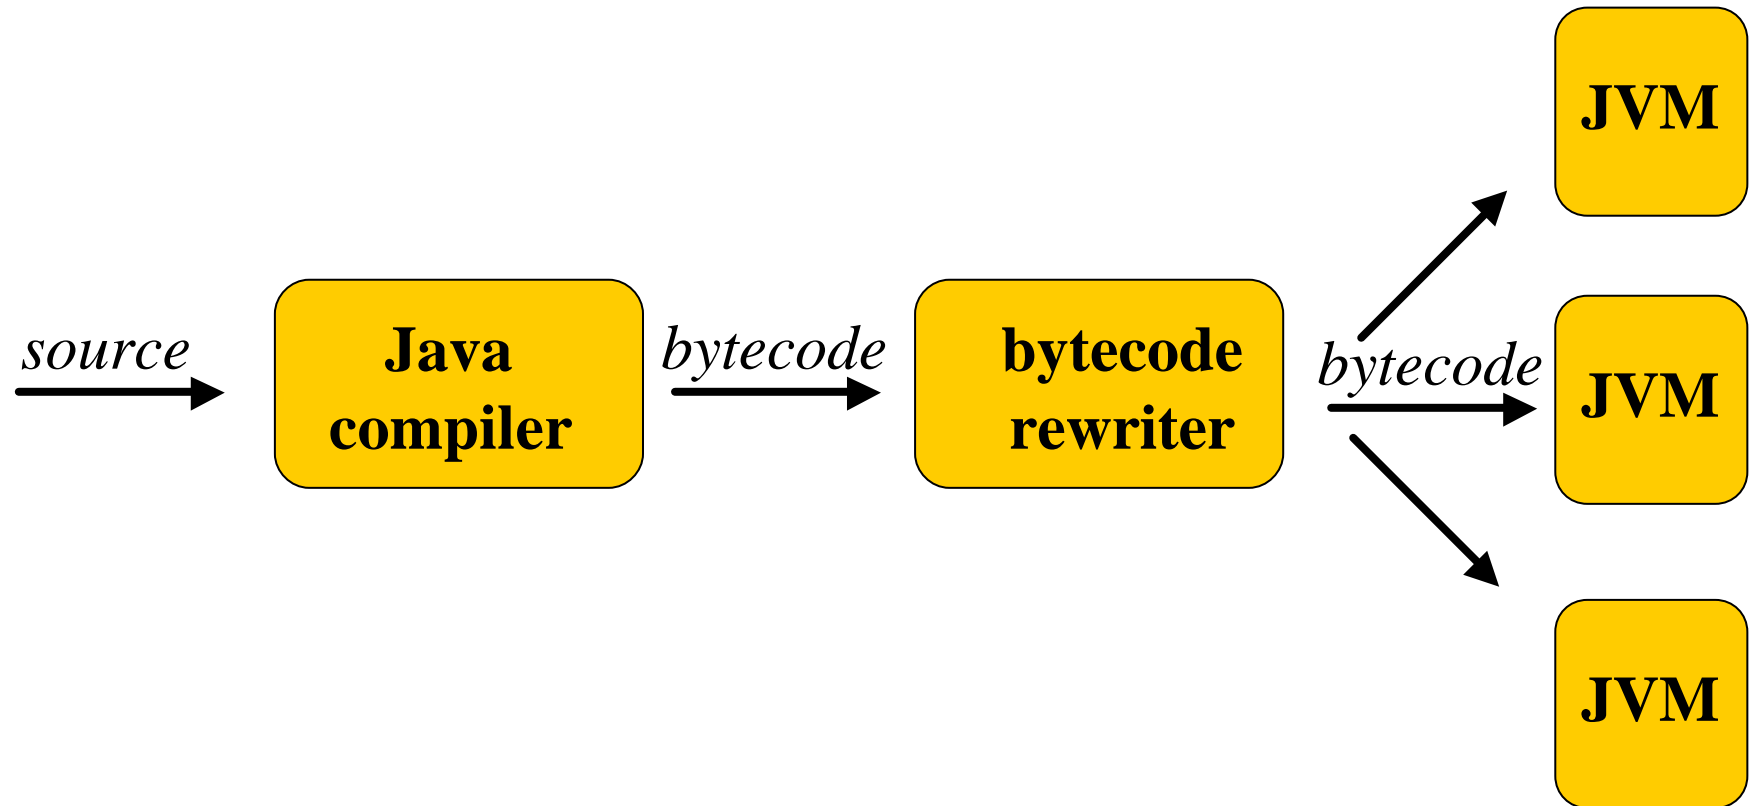 source
Java
compiler
bytecode
bytecode
rewriter
bytecode
JVM
JVM
JVM